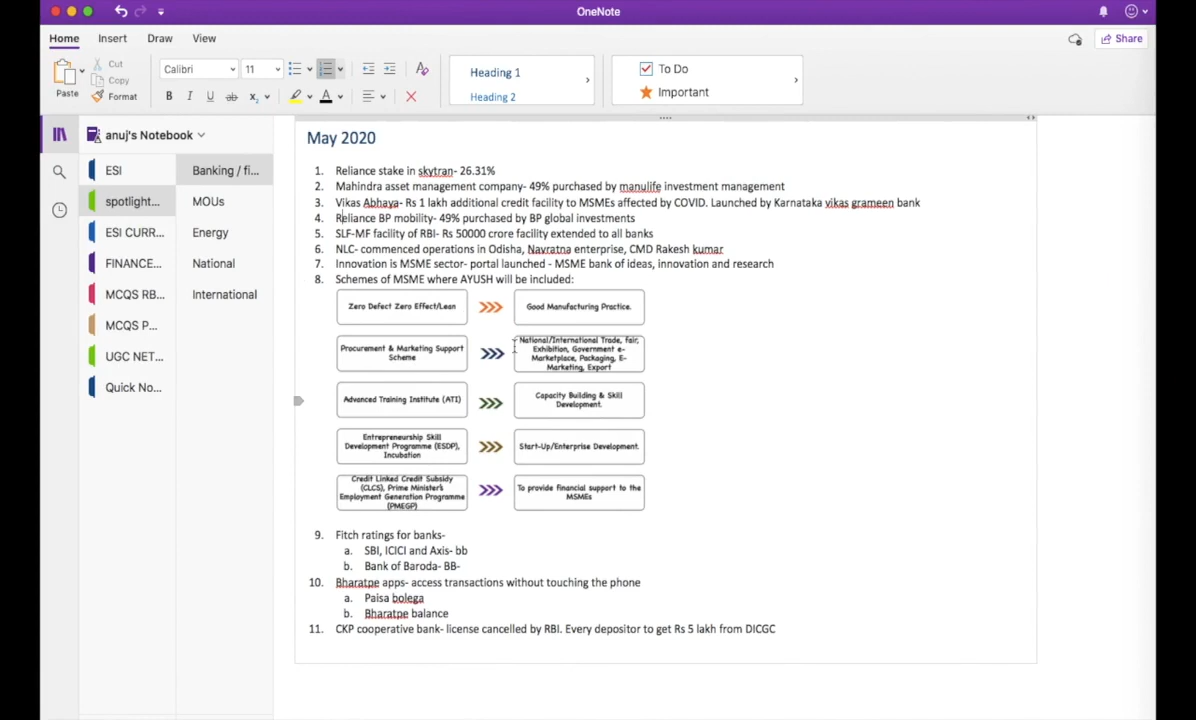 OneNote
Home Insert Draw View
Share
Paste
Cut
Copy
Format
Calibri 11
B I U ab x₂ A
Heading 1
Heading 2
To Do
Important
anuj's Notebook
ESI
spotlight...
ESI CURR...
FINANCE...
MCQS RB...
MCQS P...
UGC NET...
Quick No...
Banking / fi...
MOUs
Energy
National
International
May 2020
1. Reliance stake in skytran- 26.31%
2. Mahindra asset management company- 49% purchased by manulife investment management
3. Vikas Abhaya- Rs 1 lakh additional credit facility to MSMEs affected by COVID. Launched by Karnataka vikas grameen bank
4. Reliance BP mobility- 49% purchased by BP global investments
5. SLF-MF facility of RBI- Rs 50000 crore facility extended to all banks
6. NLC- commenced operations in Odisha, Navratna enterprise, CMD Rakesh kumar
7. Innovation is MSME sector- portal launched - MSME bank of ideas, innovation and research
8. Schemes of MSME where AYUSH will be included:
Zero Defect Zero Effect/Lean
Good Manufacturing Practice.
Procurement & Marketing Support
Scheme
National/International Trade, fair,
Exhibition, Government e-
Marketplace, Packaging, E-
Marketing, Export
Advanced Training Institute (ATI)
Capacity Building & Skill
Development.
Entrepreneurship Skill
Development Programme (ESDP),
Incubation
Start-Up/Enterprise Development.
Credit Linked Credit Subsidy
(CLCS), Prime Minister's
Employment Generation Programme
(PMEGP)
To provide financial support to the
MSMEs
9. Fitch ratings for banks-
a. SBI, ICICI and Axis- bb
b. Bank of Baroda- BB-
10. Bharatpe apps- access transactions without touching the phone
a. Paisa bolega
b. Bharatpe balance
11. CKP cooperative bank- license cancelled by RBI. Every depositor to get Rs 5 lakh from DICGC